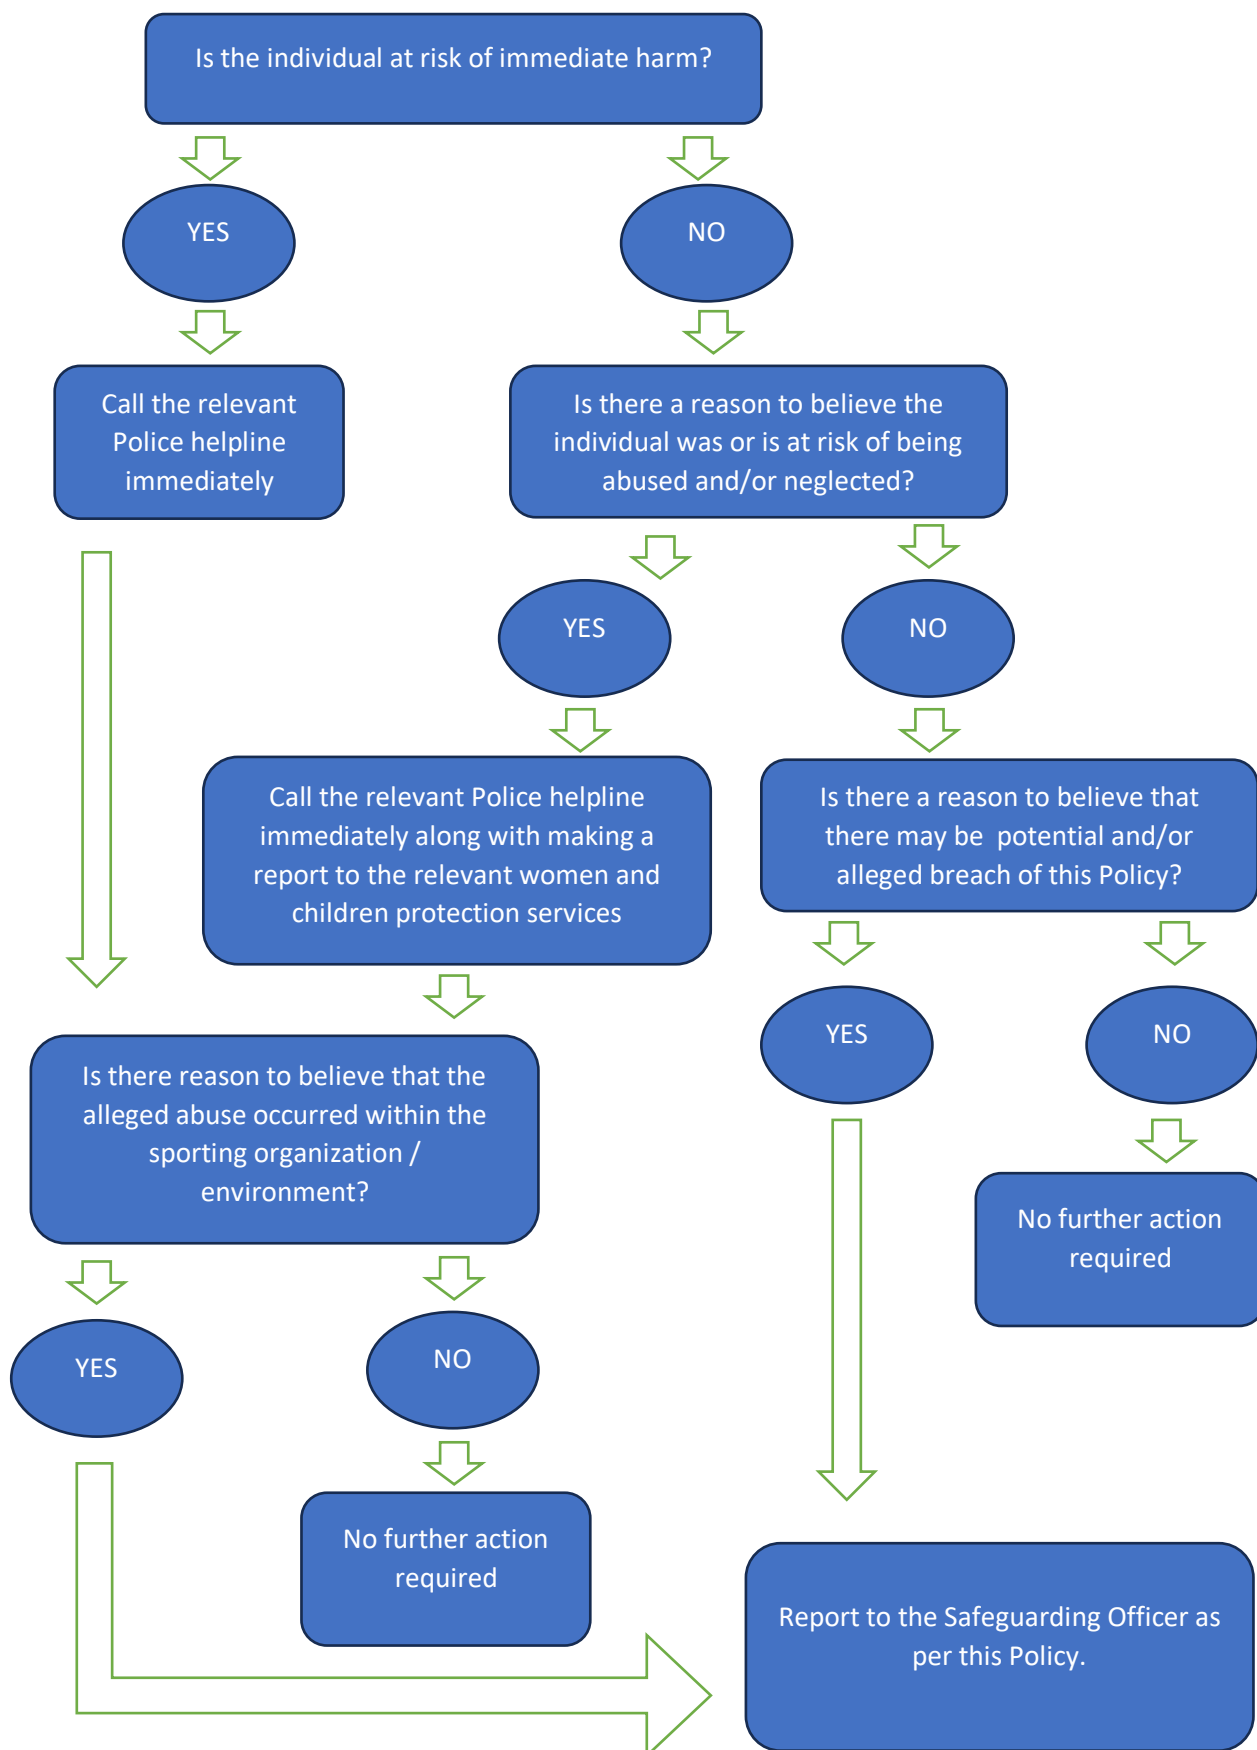 Is the individual at risk of immediate harm?
YES
NO
Call the relevant
Police helpline
immediately
Is there a reason to believe the
individual was or is at risk of being
abused and/or neglected?
YES
NO
Call the relevant Police helpline
immediately along with making a
report to the relevant women and
children protection services
Is there a reason to believe that
there may be  potential and/or
alleged breach of this Policy?
YES
NO
Is there reason to believe that the
alleged abuse occurred within the
sporting organization /
environment?
No further action
required
YES
NO
No further action
required
Report to the Safeguarding Officer as
per this Policy.